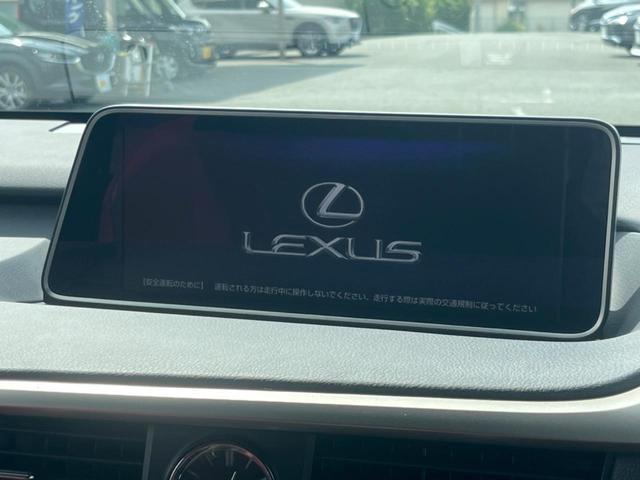 LEXUS
[安全運転のために] 運転される方は走行中に操作しないでください。走行する際は実際の交通規制に従ってください